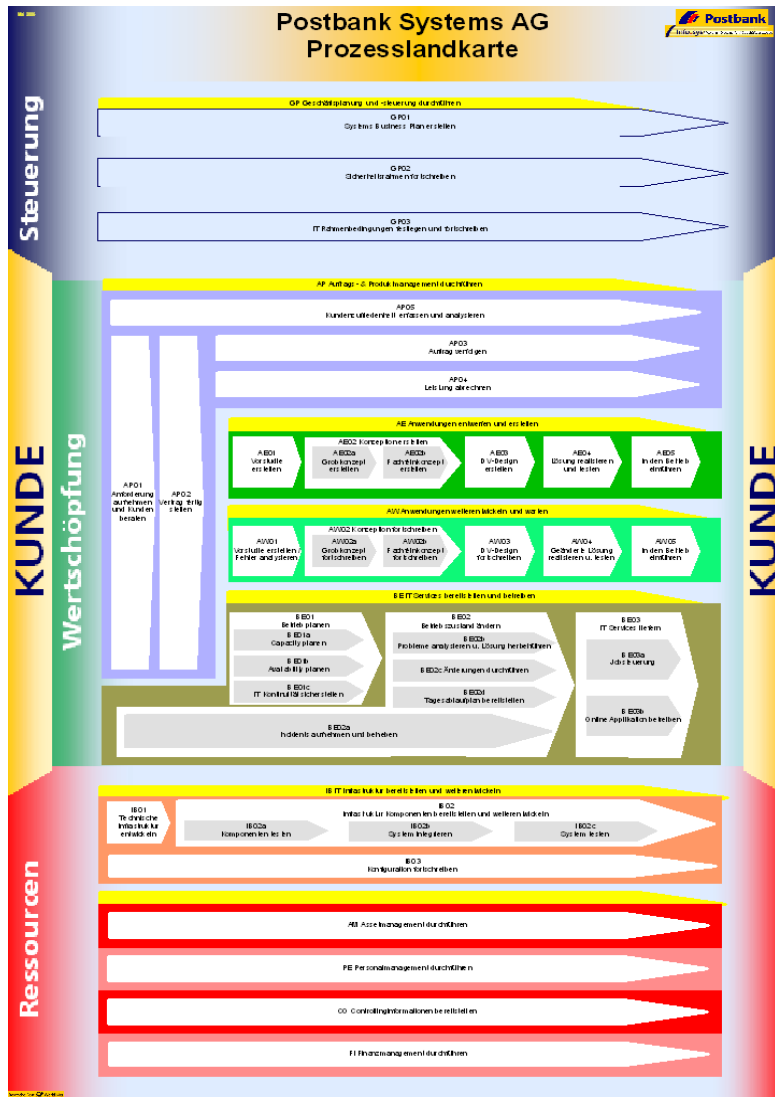 Postbank Systems AG
Prozesslandkarte
Postbank
Steuerung
GP Geschäftsplanung und -steuerung durchführen
GP01
Systems Business Plan erstellen
GP02
Sicherheitsrahmen fortschreiben
GP03
IT Rahmenbedingungen festlegen und fortschreiben
KUNDE
Wertschöpfung
KUNDE
AP Auftrags- & Produktmanagement durchführen
AP05
Kundenzufriedenheit erfassen und analysieren
AP03
Auftrag verfolgen
AP04
Leistung abrechnen
AP01
Anforderung
aufnehmen
und Kunden
beraten
AP02
Vertrag fertig
stellen
AE Anwendungen entwerfen und erstellen
AE01
Vorstudie
erstellen
AE02 Konzeption erstellen
AE02a
Grobkonzept
erstellen
AE02b
Fachfeinkonzept
erstellen
AE03
DV-Design
erstellen
AE04
Lösung realisieren
und testen
AE05
in den Betrieb
einführen
AW Anwendungen weiterentwickeln und warten
AW01
Vorstudie erstellen /
Fehler analysieren
AW02 Konzeption fortschreiben
AW02a
Grobkonzept
fortschreiben
AW02b
Fachfeinkonzept
fortschreiben
AW03
DV-Design
fortschreiben
AW04
Geänderte Lösung
realisieren u. testen
AW05
in den Betrieb
einführen
BE IT Services bereitstellen und betreiben
BE01
Betrieb planen
BE01a
Capacity planen
BE01b
Availability planen
BE01c
IT Kontinuität sicherstellen
BE02
Betriebszustand ändern
BE02b
Probleme analysieren u. Lösung herbeiführen
BE02c Änderungen durchführen
BE02d
Tagesablaufplan bereitstellen
BE03
IT Services liefern
BE03a
Jobsteuerung
BE03b
Online Applikation betreiben
BE02a
Incidents aufnehmen und beheben
Ressourcen
IB IT Infrastruktur bereitstellen und weiterentwickeln
IB01
Technische
Infrastruktur
entwickeln
IB02
Infrastruktur Komponenten bereitstellen und weiterentwickeln
IB02a
Komponenten testen
IB02b
System integrieren
IB02c
System testen
IB03
Konfiguration fortschreiben
AM Assetmanagement durchführen
PE Personalmanagement durchführen
CO Controllinginformationen bereitstellen
FI Finanzmanagement durchführen